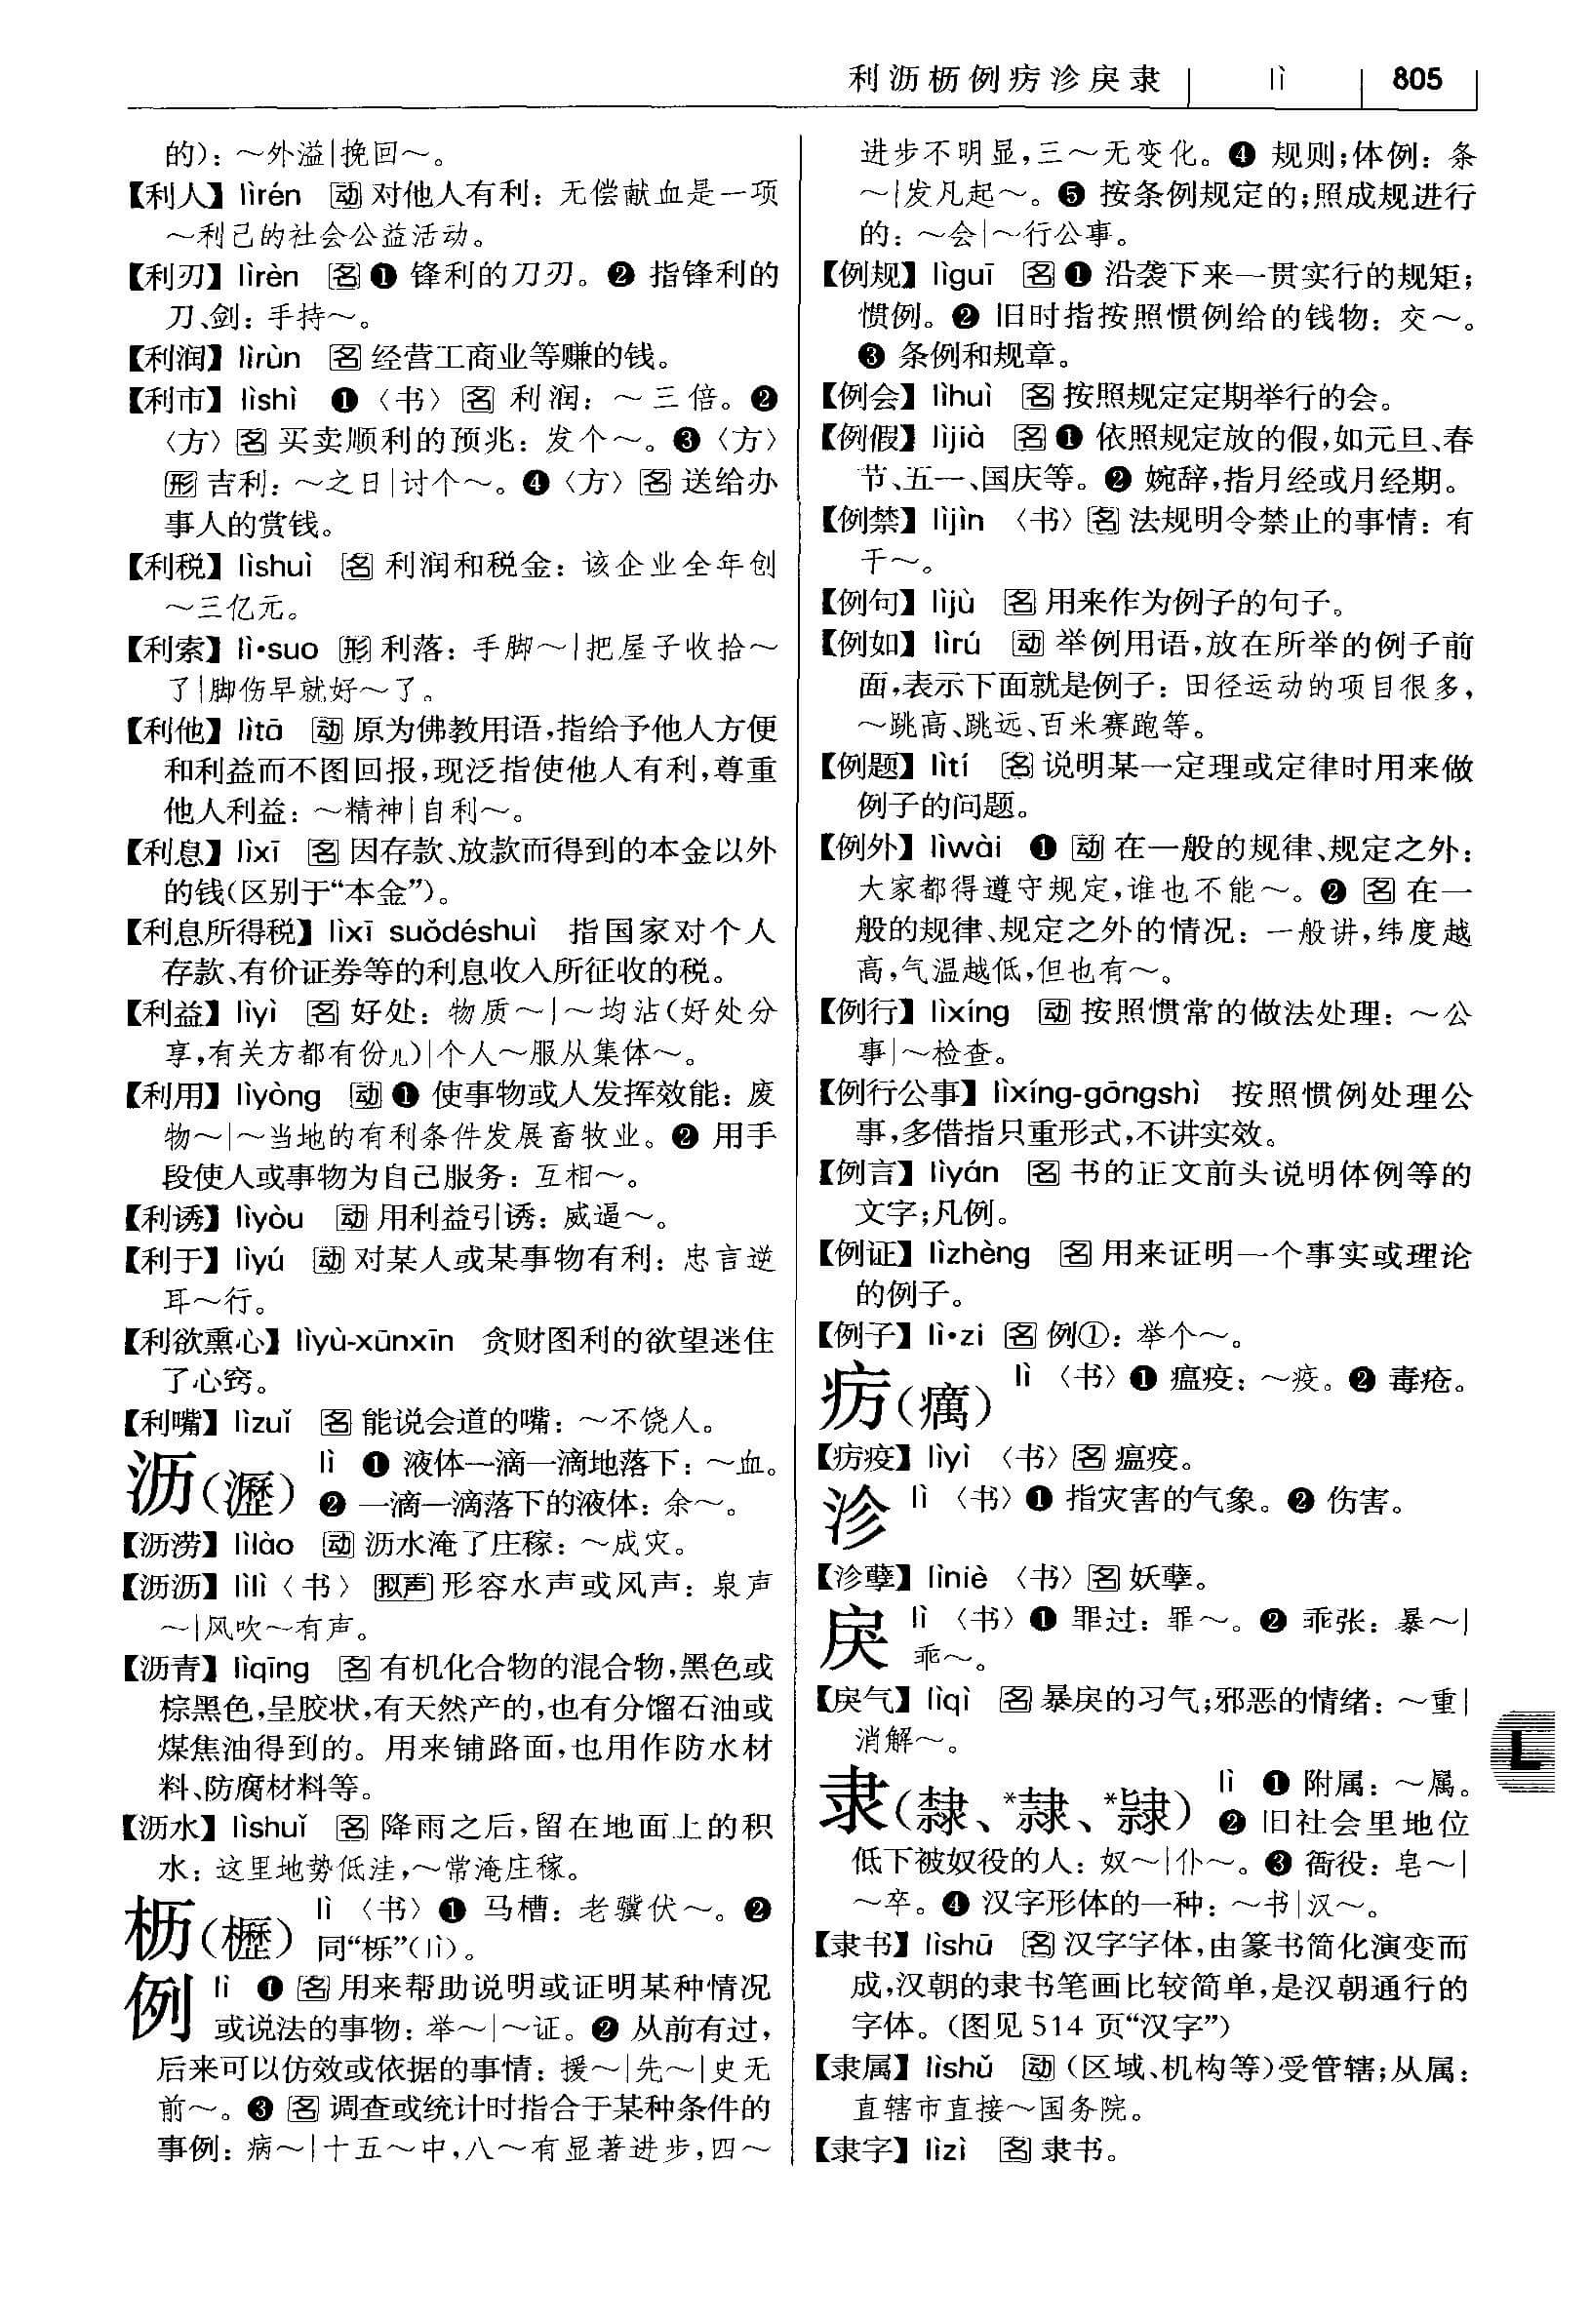 利沥枥例疠沴戾隶 lì 805
的）：～外溢|挽回～。
【利人】lìrén 动 对他人有利：无偿献血是一项
～利己的社会公益活动。
【利刃】lìrèn 名 ❶ 锋利的刀刃。❷ 指锋利的
刀、剑：手持～。
【利润】lìrùn 名 经营工商业等赚的钱。
【利市】lìshì ❶〈书〉名 利润：～三倍。❷
〈方〉名 买卖顺利的预兆：发个～。❸〈方〉
形 吉利：～之日|讨个～。❹〈方〉名 送给办
事人的赏钱。
【利税】lìshuì 名 利润和税金：该企业全年创
～三亿元。
【利索】lì•suo 形 利落：手脚～|把屋子收拾～
了|脚伤早就好～了。
【利他】lìtā 动 原为佛教用语，指给予他人方便
和利益而不图回报，现泛指使他人有利，尊重
他人利益：～精神|自利～。
【利息】lìxī 名 因存款、放款而得到的本金以外
的钱（区别于“本金”）。
【利息所得税】lìxī suǒdéshuì 指国家对个人
存款、有价证券等的利息收入所征收的税。
【利益】lìyì 名 好处：物质～|～均沾（好处分
享，有关方都有份儿）|个人～服从集体～。
【利用】lìyòng 动 ❶ 使事物或人发挥效能：废
物～|～当地的有利条件发展畜牧业。❷ 用手
段使人或事物为自己服务：互相～。
【利诱】lìyòu 动 用利益引诱：威逼～。
【利于】lìyú 动 对某人或某事物有利：忠言逆
耳～行。
【利欲熏心】lìyù-xūnxīn 贪财图利的欲望迷住
了心窍。
【利嘴】lìzuǐ 名 能说会道的嘴：～不饶人。
沥（瀝） lì ❶ 液体一滴一滴地落下：～血。
❷ 一滴一滴落下的液体：余～。
【沥涝】lìlào 动 沥水淹了庄稼：～成灾。
【沥沥】lìlì〈书〉拟声 形容水声或风声：泉声
～|风吹～有声。
【沥青】lìqīng 名 有机化合物的混合物，黑色或
棕黑色，呈胶状，有天然产的，也有分馏石油或
煤焦油得到的。用来铺路面，也用作防水材
料、防腐材料等。
【沥水】lìshuǐ 名 降雨之后，留在地面上的积
水：这里地势低洼，～常淹庄稼。
枥（櫪） lì〈书〉❶ 马槽：老骥伏～。❷
同“栎”（lì）。
例 lì ❶ 名 用来帮助说明或证明某种情况
或说法的事物：举～|～证。❷ 从前有过，
后来可以仿效或依据的事情：援～|先～|史无
前～。❸ 名 调查或统计时指合于某种条件的
事例：病～|十五～中，八～有显著进步，四～
进步不明显，三～无变化。❹ 规则；体例：条
～|发凡起～。❺ 按条例规定的；照成规进行
的：～会|～行公事。
【例规】lìguī 名 ❶ 沿袭下来一贯实行的规矩；
惯例。❷ 旧时指按照惯例给的钱物：交～。
❸ 条例和规章。
【例会】lìhuì 名 按照规定定期举行的会。
【例假】lìjià 名 ❶ 依照规定放的假，如元旦、春
节、五一、国庆等。❷ 婉辞，指月经或月经期。
【例禁】lìjìn〈书〉名 法规明令禁止的事情：有
干～。
【例句】lìjù 名 用来作为例子的句子。
【例如】lìrú 动 举例用语，放在所举的例子前
面，表示下面就是例子：田径运动的项目很多，
～跳高、跳远、百米赛跑等。
【例题】lìtí 名 说明某一定理或定律时用来做
例子的问题。
【例外】lìwài ❶ 动 在一般的规律、规定之外：
大家都得遵守规定，谁也不能～。❷ 名 在一
般的规律、规定之外的情况：一般讲，纬度越
高，气温越低，但也有～。
【例行】lìxíng 动 按照惯常的做法处理：～公
事|～检查。
【例行公事】lìxíng-gōngshì 按照惯例处理公
事，多借指只重形式，不讲实效。
【例言】lìyán 名 书的正文前头说明体例等的
文字；凡例。
【例证】lìzhèng 名 用来证明一个事实或理论
的例子。
【例子】lì•zi 名 例①：举个～。
疠（癘） lì〈书〉❶ 瘟疫：～疫。❷ 毒疮。
【疠疫】lìyì〈书〉名 瘟疫。
沴 lì〈书〉❶ 指灾害的气象。❷ 伤害。
【沴孽】lìniè〈书〉名 妖孽。
戾 lì〈书〉❶ 罪过：罪～。❷ 乖张：暴～|
乖～。
【戾气】lìqì 名 暴戾的习气；邪恶的情绪：～重|
消解～。
隶（隸、*隷、*䜏） lì ❶ 附属：～属。
❷ 旧社会里地位
低下被奴役的人：奴～|仆～。❸ 衙役：皂～|
～卒。❹ 汉字形体的一种：～书|汉～。
【隶书】lìshū 名 汉字字体，由篆书简化演变而
成，汉朝的隶书笔画比较简单，是汉朝通行的
字体。（图见 514 页“汉字”）
【隶属】lìshǔ 动（区域、机构等）受管辖；从属：
直辖市直接～国务院。
【隶字】lìzì 名 隶书。
L